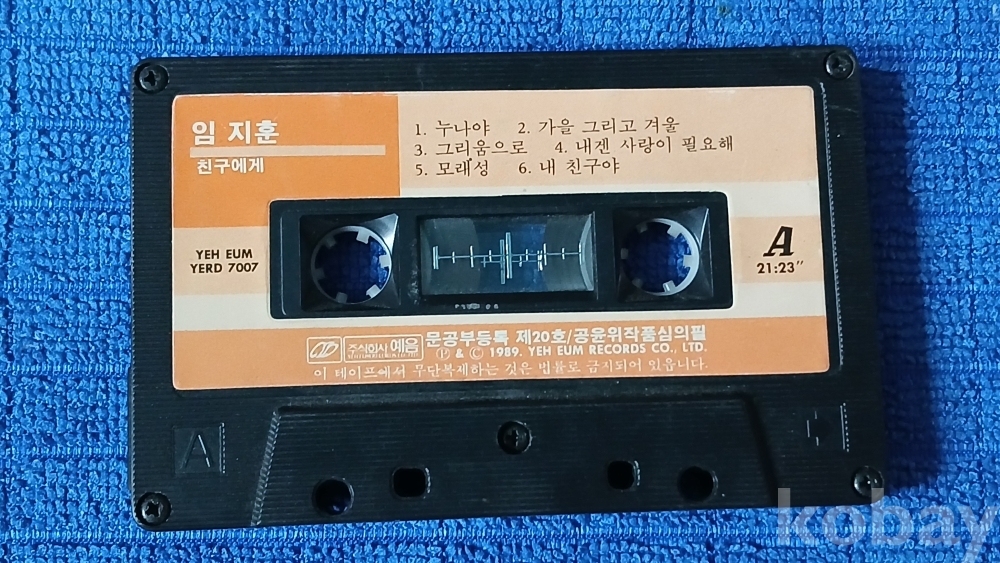 임 지훈
친구에게
1. 누나야 2. 가을 그리고 겨울
3. 그리움으로 4. 내겐 사랑이 필요해
5. 모래성 6. 내 친구야
YEH EUM
YERD 7007
A
21:23"
주식회사 예음
문공부등록 제20호/공윤위작품심의필
Ⓟ & Ⓒ 1989. YEH EUM RECORDS CO., LTD.
이 테이프에서 무단복제하는 것은 법률로 금지되어 있읍니다.
A
kobay